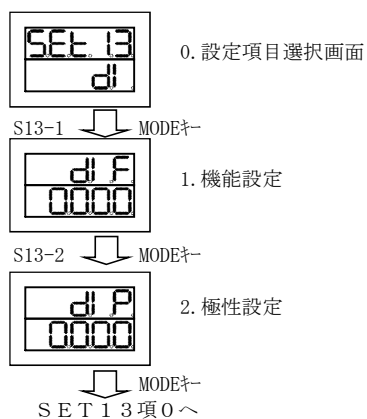 SEt. 13
dI
0.設定項目選択画面
S13-1 MODEｷｰ
dI F
0000
1.機能設定
S13-2 MODEｷｰ
dI P
0000
2.極性設定
MODEｷｰ
ＳＥＴ１３項０へ